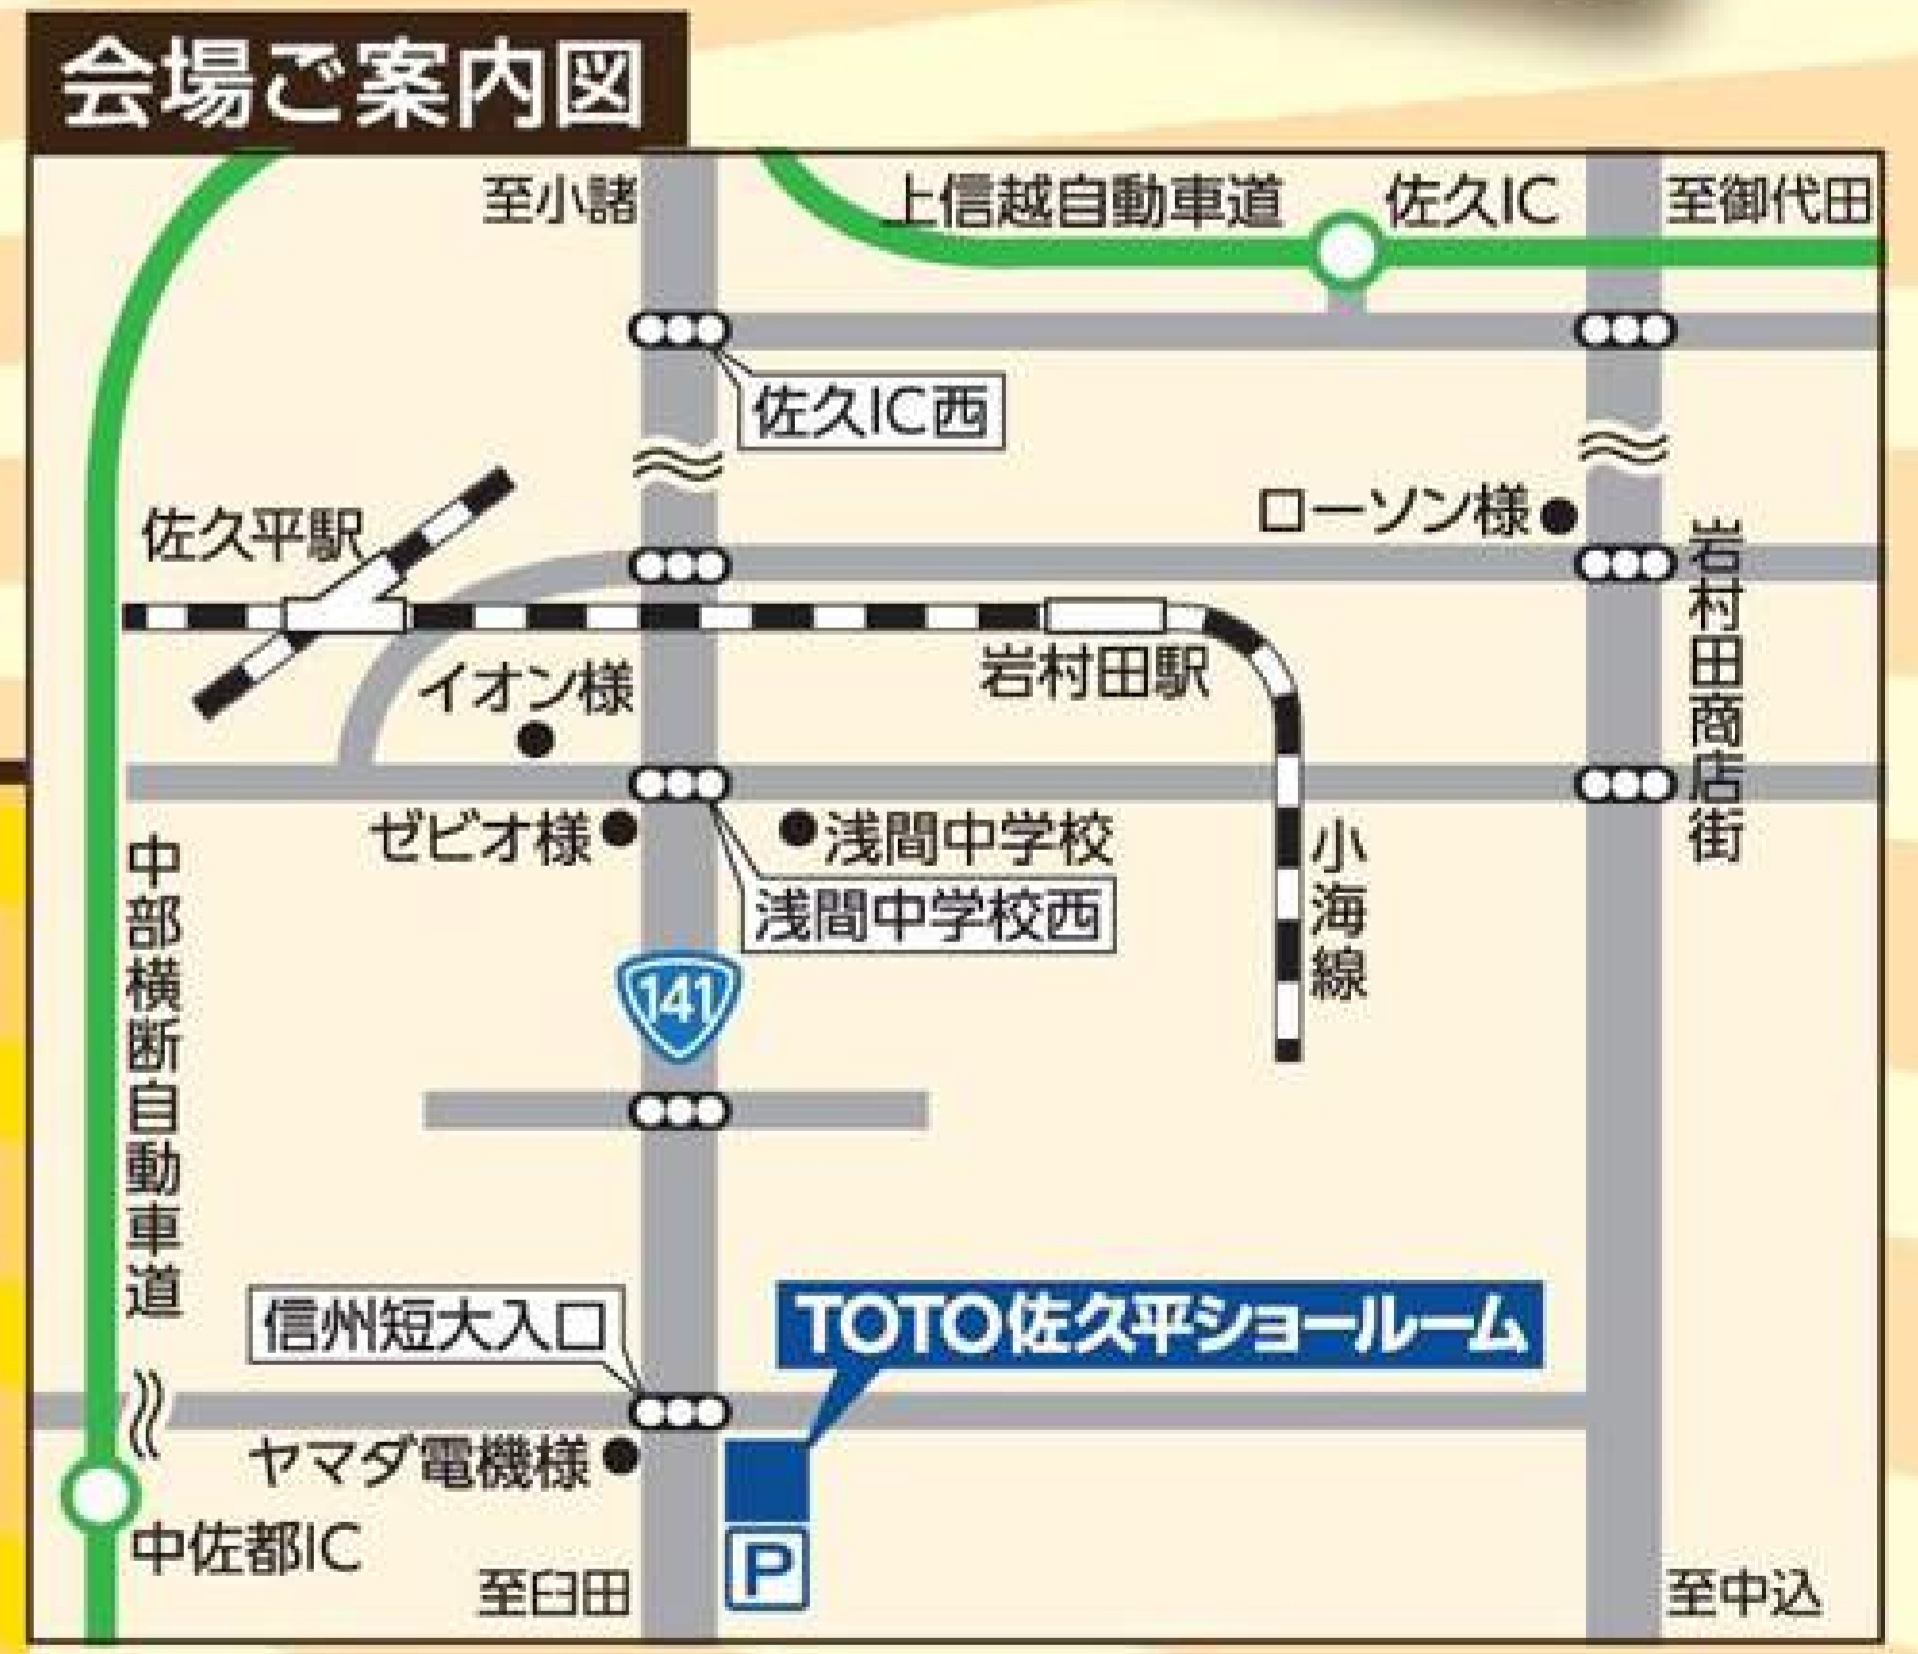 会場ご案内図
至小諸
上信越自動車道
佐久IC
至御代田
佐久IC西
ローソン様
佐久平駅
岩村田商店街
イオン様
岩村田駅
ゼビオ様
浅間中学校
浅間中学校西
小海線
中部横断自動車道
141
信州短大入口
TOTO佐久平ショールーム
ヤマダ電機様
中佐都IC
P
至臼田
至中込